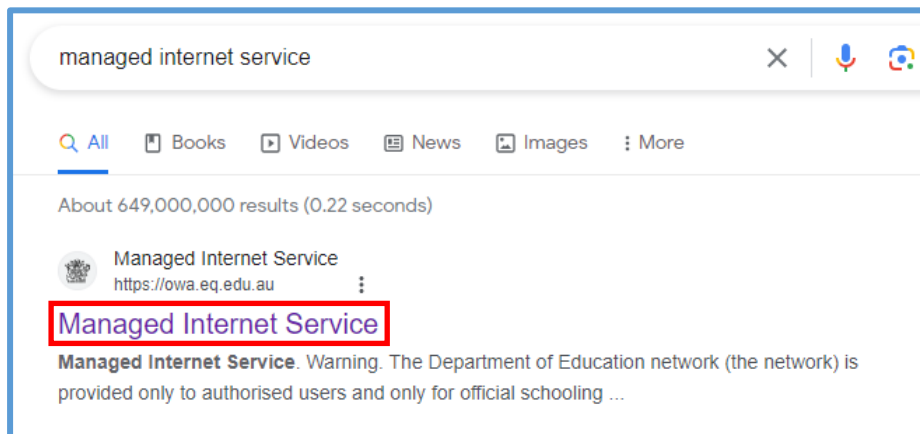 managed internet service
All Books Videos News Images More
About 649,000,000 results (0.22 seconds)
Managed Internet Service
https://owa.eq.edu.au
Managed Internet Service
Managed Internet Service. Warning. The Department of Education network (the network) is
provided only to authorised users and only for official schooling ...